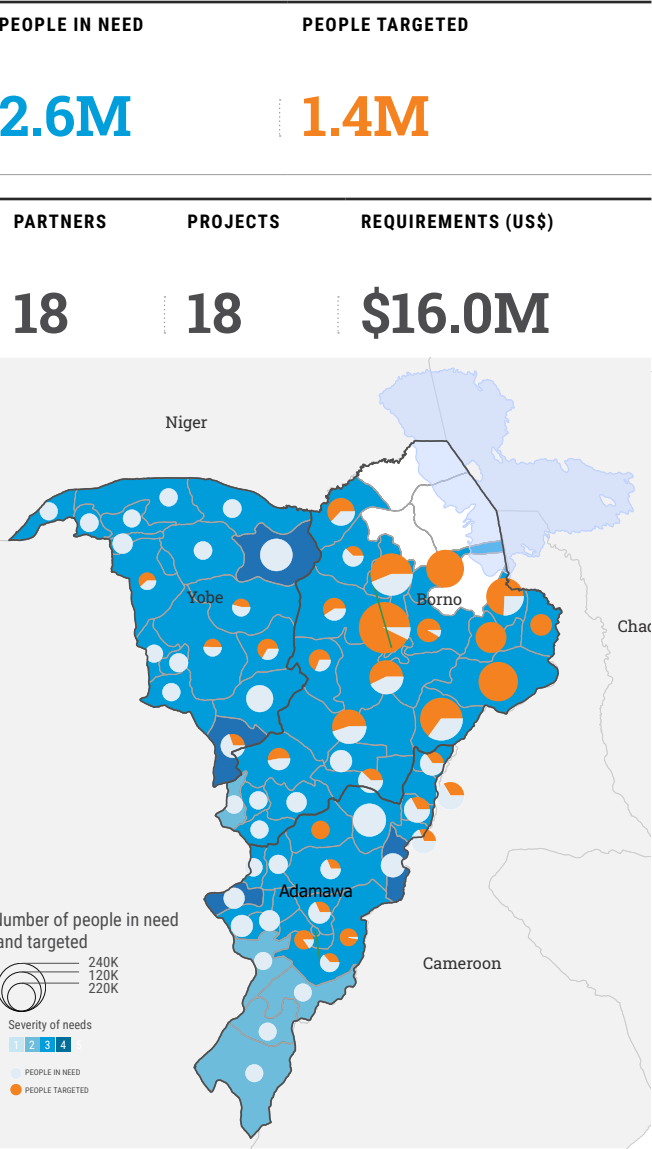 PEOPLE IN NEED
PEOPLE TARGETED
2.6M
1.4M
PARTNERS
PROJECTS
REQUIREMENTS (US$)
18
18
$16.0M
Niger
Yobe
Borno
Chad
Adamawa
Cameroon
Number of people in need
and targeted
240K
120K
220K
Severity of needs
1 2 3 4 5
PEOPLE IN NEED
PEOPLE TARGETED